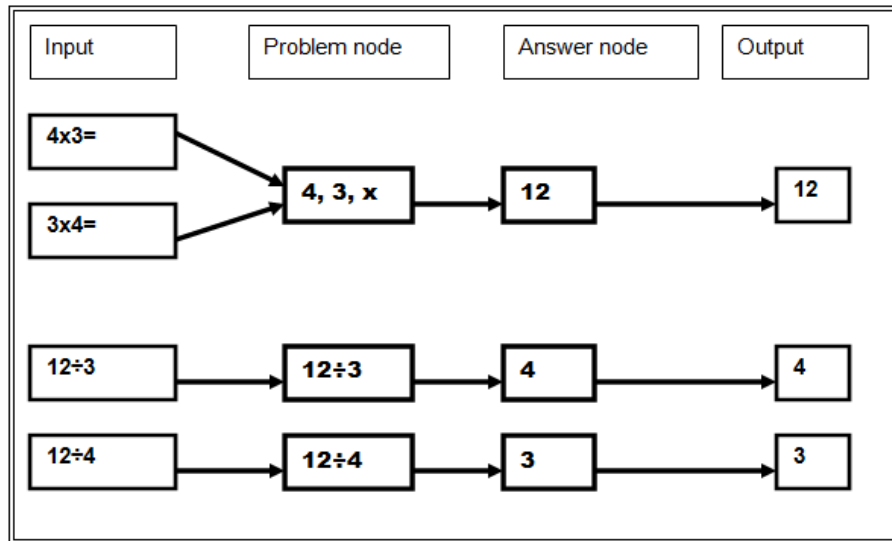 Input Problem node Answer node Output
4x3=
4, 3, x 12 12
3x4=
12÷3 12÷3 4 4
12÷4 12÷4 3 3